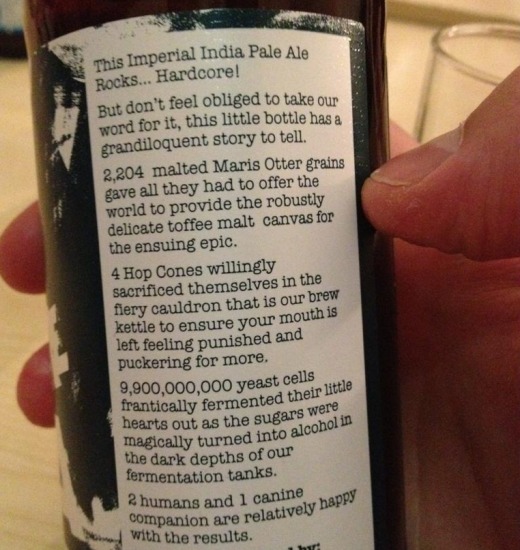 This Imperial India Pale Ale
Rocks... Hardcore!
But don't feel obliged to take our
word for it, this little bottle has a
grandiloquent story to tell.
2,204 malted Maris Otter grains
gave all they had to offer the
world to provide the robustly
delicate toffee malt canvas for
the ensuing epic.
4 Hop Cones willingly
sacrificed themselves in the
fiery cauldron that is our brew
kettle to ensure your mouth is
left feeling punished and
puckering for more.
9,900,000,000 yeast cells
frantically fermented their little
hearts out as the sugars were
magically turned into alcohol in
the dark depths of our
fermentation tanks.
2 humans and 1 canine
companion are relatively happy
with the results.
by: